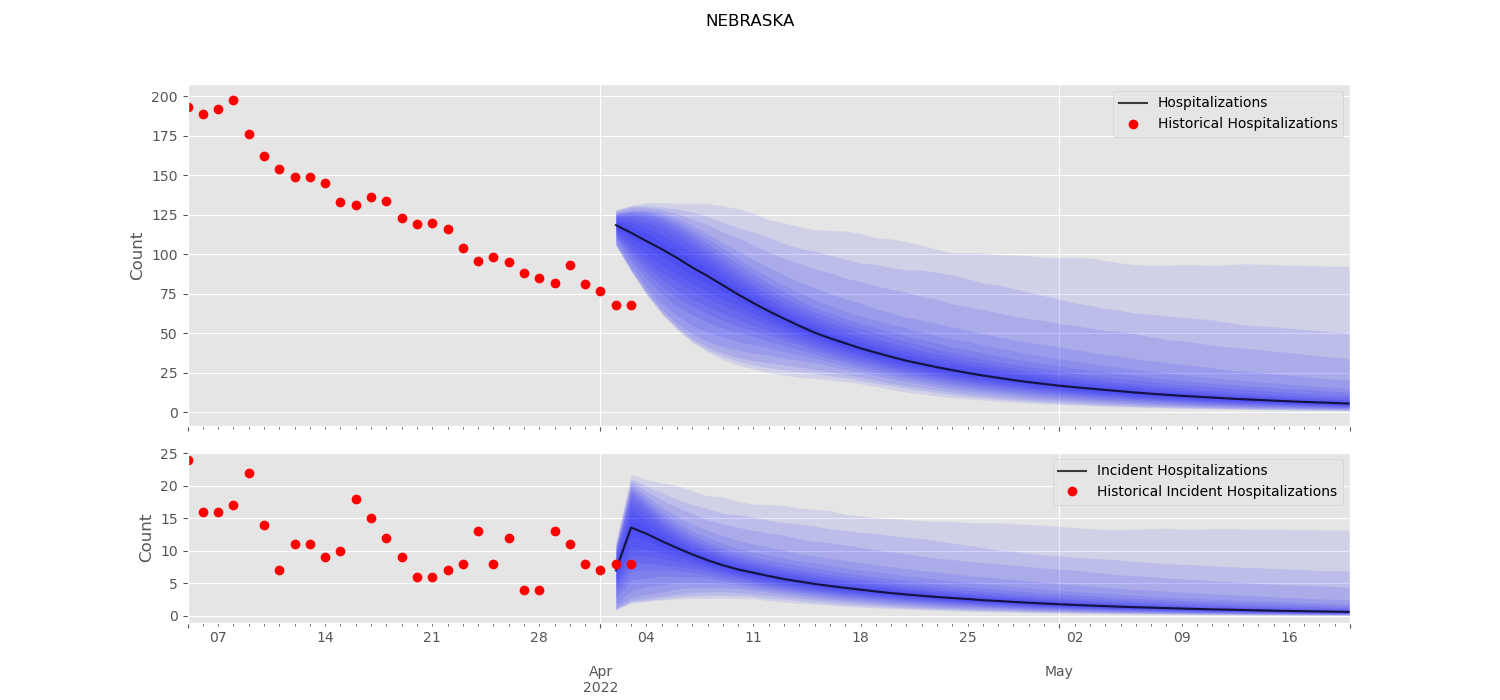 NEBRASKA
Count
200
175
150
125
100
75
50
25
0
Hospitalizations
Historical Hospitalizations
Count
25
20
15
10
5
0
Incident Hospitalizations
Historical Incident Hospitalizations
07 14 21 28 04 11 18 25 02 09 16
Apr May
2022